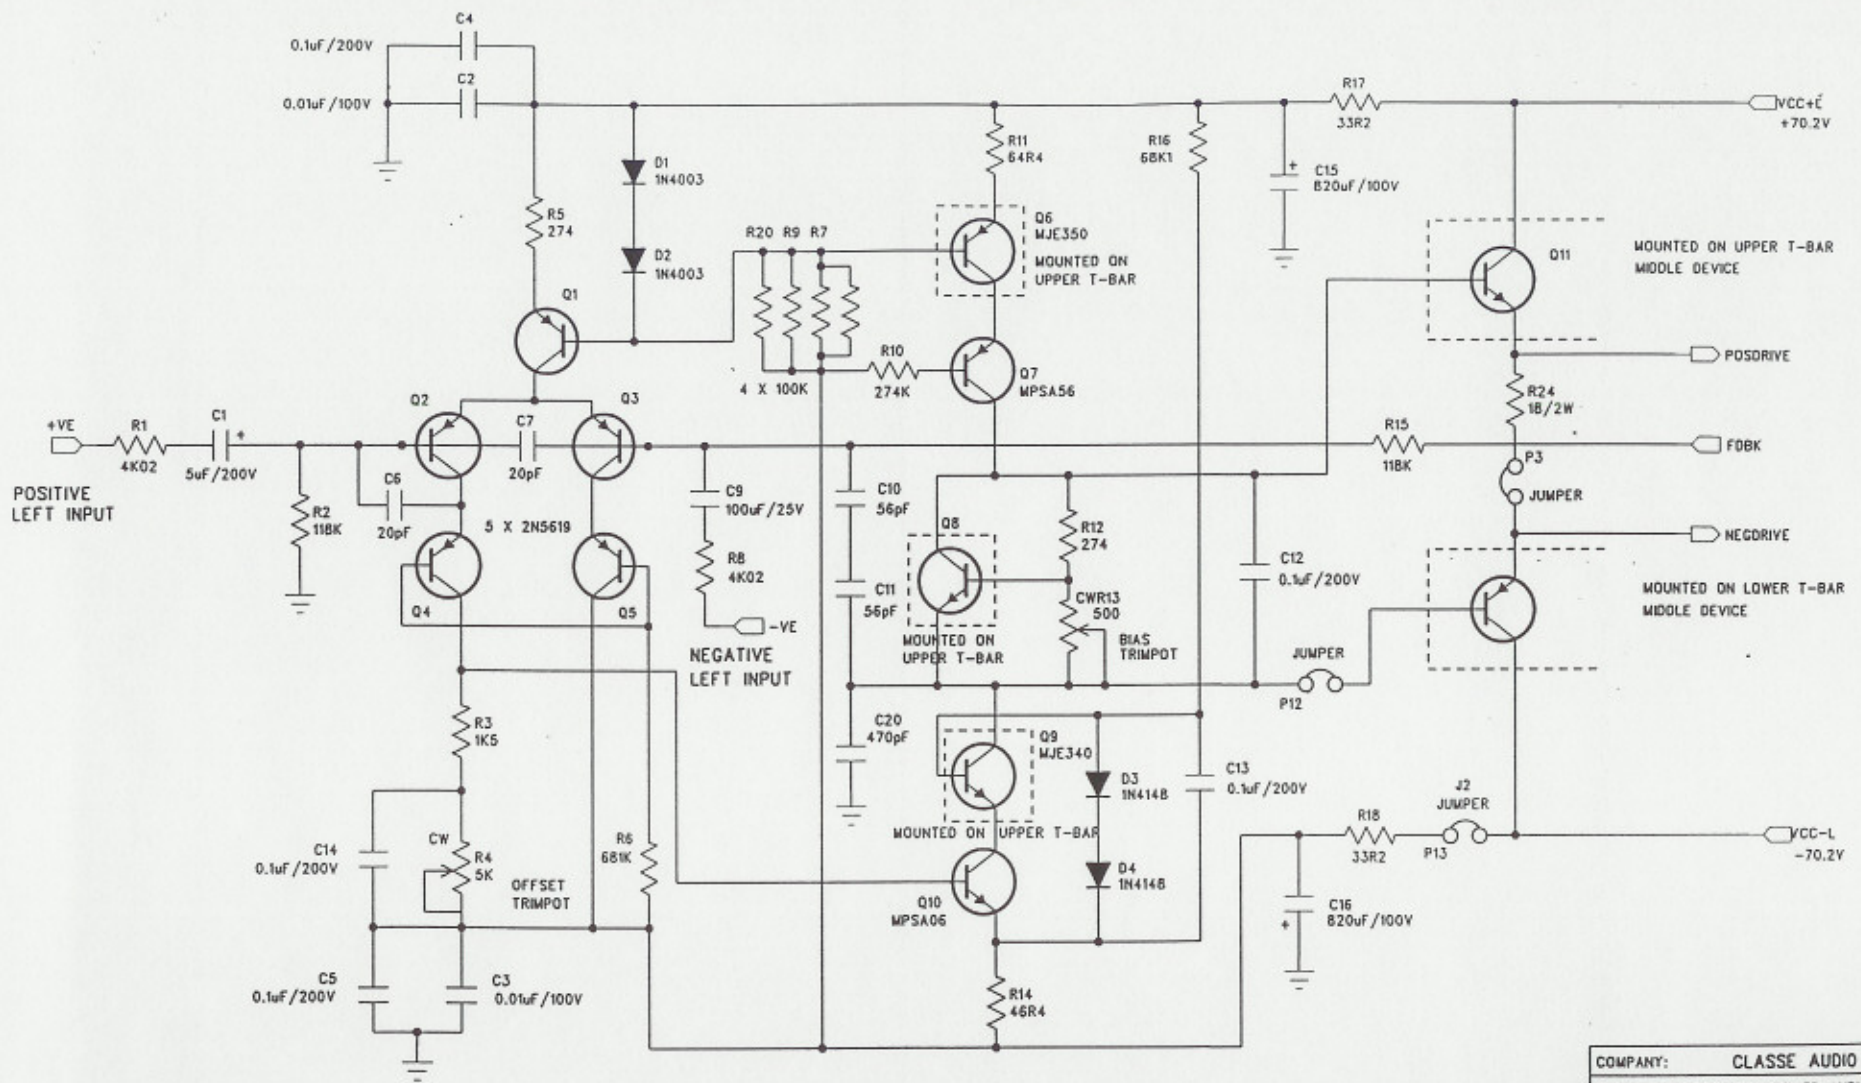 C4
0.1uF/200V
C2
0.01uF/100V
R17
33R2
+70.2V
R11
64R4
R16
68K1
D1
1N4003
C15
820uF/100V
+
R5
274
D2
1N4003
R20 R9 R7
Q6
MJE350
MOUNTED ON
UPPER T-BAR
Q11
MOUNTED ON UPPER T-BAR
MIDDLE DEVICE
Q1
R10
274K
4 X 100K
Q7
MPSA56
POSDRIVE
R24
18/2W
+VE
R1
4K02
C1
+
5uF/200V
Q2
C7
20pF
Q3
R15
118K
FDBK
P3
JUMPER
POSITIVE
LEFT INPUT
R2
118K
C6
20pF
5 X 2N5619
C9
100uF/25V
C10
56pF
Q8
R12
274
C12
0.1uF/200V
NEGDRIVE
R8
4K02
C11
56pF
CWR13
500
MOUNTED ON LOWER T-BAR
MIDDLE DEVICE
Q4
Q5
-VE
NEGATIVE
LEFT INPUT
MOUNTED ON
UPPER T-BAR
BIAS
TRIMPOT
JUMPER
P12
R3
1K5
C20
470pF
Q9
MJE340
D3
1N4148
C13
0.1uF/200V
J2
JUMPER
MOUNTED ON UPPER T-BAR
R18
33R2
P13
VCC-L
-70.2V
C14
0.1uF/200V
CW
R4
5K
OFFSET
TRIMPOT
R6
681K
Q10
MPSA06
D4
1N4148
C16
820uF/100V
+
C5
0.1uF/200V
C3
0.01uF/100V
R14
46R4
COMPANY: CLASSE AUDIO